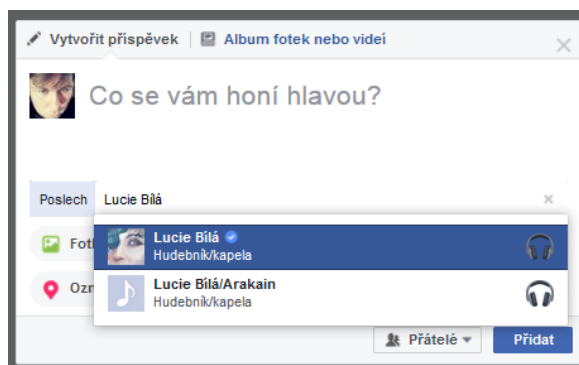 Vytvořit příspěvek | Album fotek nebo videí
Co se vám honí hlavou?
Poslech Lucie Bílá
Lucie Bílá
Hudebník/kapela
Lucie Bílá/Arakain
Hudebník/kapela
Přátelé Přidat